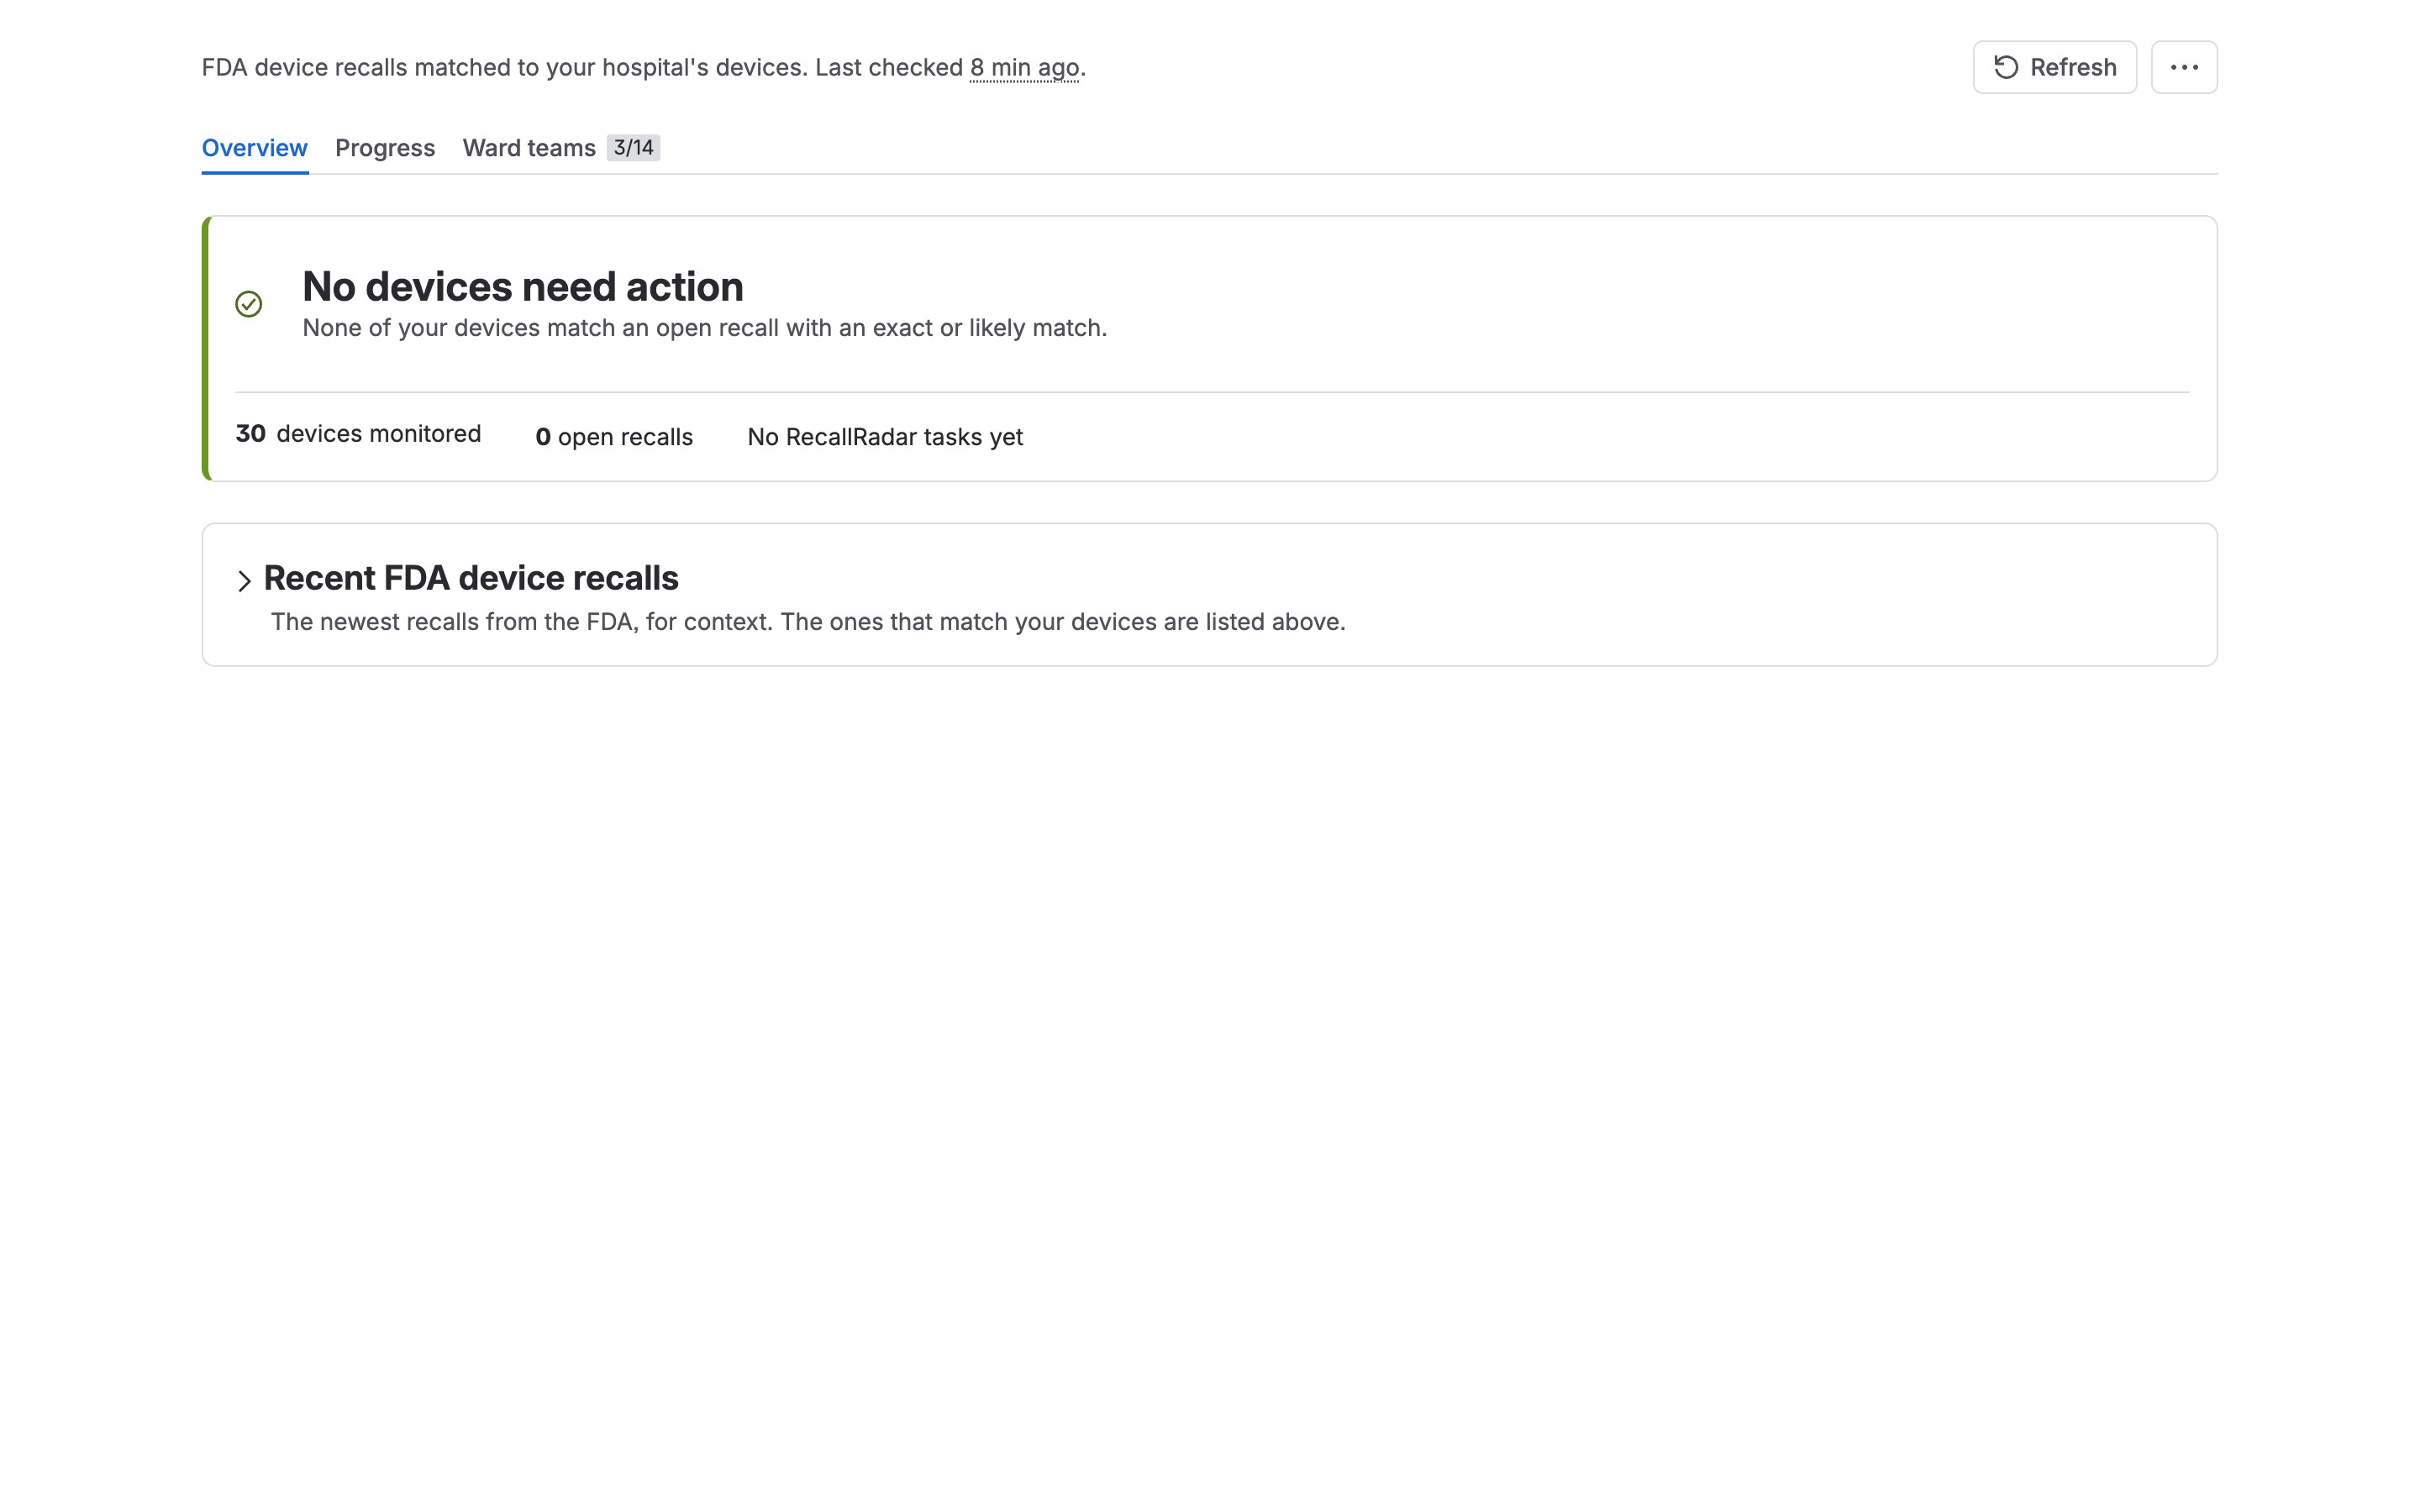 FDA device recalls matched to your hospital's devices. Last checked 8 min ago.
Refresh
Overview
Progress
Ward teams 3/14
No devices need action
None of your devices match an open recall with an exact or likely match.
30 devices monitored
0 open recalls
No RecallRadar tasks yet
Recent FDA device recalls
The newest recalls from the FDA, for context. The ones that match your devices are listed above.